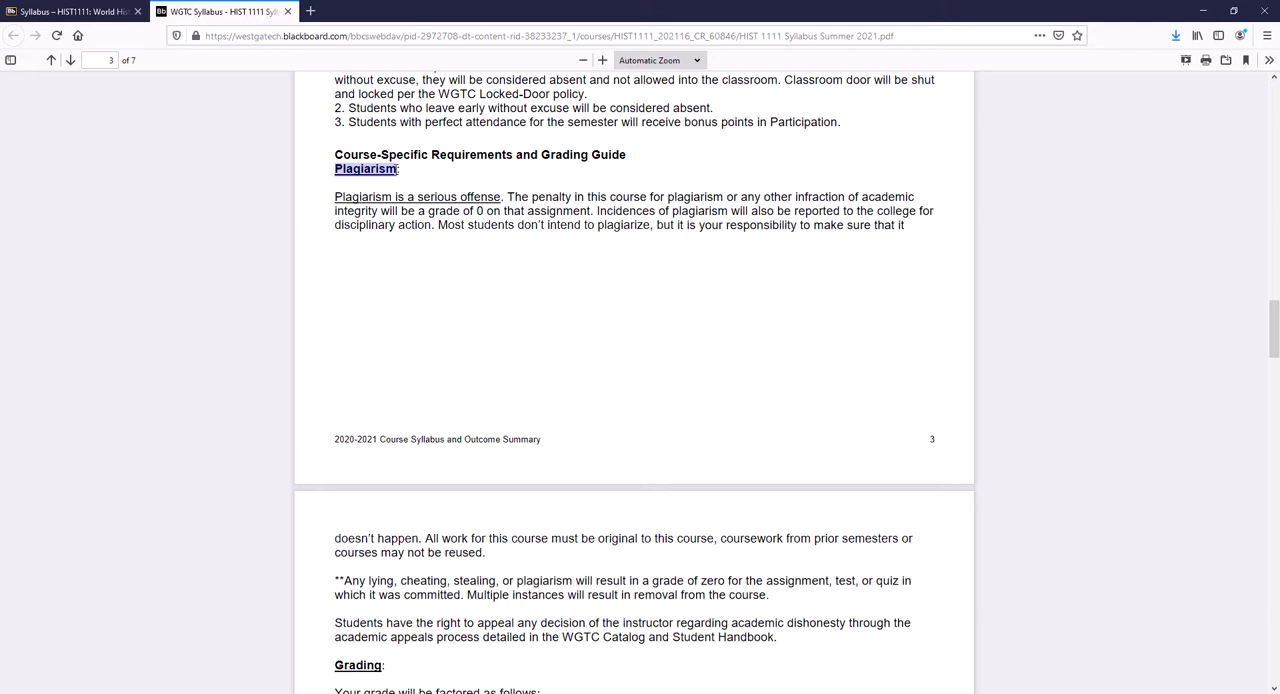 Syllabus – HIST1111: World His
WGTC Syllabus - HIST 1111 Syll
https://westgatech.blackboard.com/bbcswebdav/pid-2972708-dt-content-rid-38233237_1/courses/HIST1111_202116_CR_60846/HIST 1111 Syllabus Summer 2021.pdf
3 of 7
Automatic Zoom
without excuse, they will be considered absent and not allowed into the classroom. Classroom door will be shut
and locked per the WGTC Locked-Door policy.
2. Students who leave early without excuse will be considered absent.
3. Students with perfect attendance for the semester will receive bonus points in Participation.
Course-Specific Requirements and Grading Guide
Plagiarism:
Plagiarism is a serious offense. The penalty in this course for plagiarism or any other infraction of academic
integrity will be a grade of 0 on that assignment. Incidences of plagiarism will also be reported to the college for
disciplinary action. Most students don't intend to plagiarize, but it is your responsibility to make sure that it
2020-2021 Course Syllabus and Outcome Summary 3
doesn't happen. All work for this course must be original to this course, coursework from prior semesters or
courses may not be reused.
**Any lying, cheating, stealing, or plagiarism will result in a grade of zero for the assignment, test, or quiz in
which it was committed. Multiple instances will result in removal from the course.
Students have the right to appeal any decision of the instructor regarding academic dishonesty through the
academic appeals process detailed in the WGTC Catalog and Student Handbook.
Grading:
Your grade will be factored as follows: